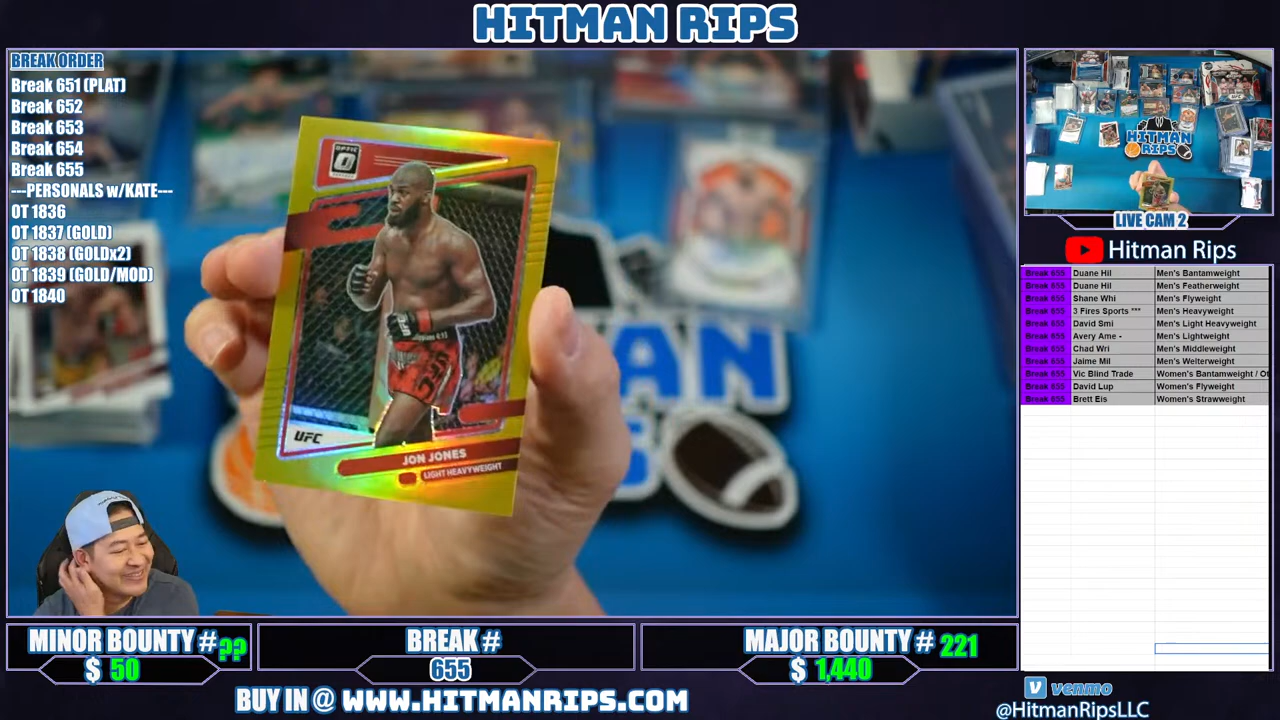 HITMAN RIPS
BREAK ORDER
Break 651 (PLAT)
Break 652
Break 653
Break 654
Break 655
---PERSONALS w/KATE---
OT 1836
OT 1837 (GOLD)
OT 1838 (GOLDx2)
OT 1839 (GOLD/MOD)
OT 1840
OPTIC
UFC
JON JONES
LIGHT HEAVYWEIGHT
HITMAN
RIPS
LIVE CAM 2
Hitman Rips
Break 655 Duane Hil Men's Bantamweight
Break 655 Duane Hil Men's Featherweight
Break 655 Shane Whi Men's Flyweight
Break 655 3 Fires Sports *** Men's Heavyweight
Break 655 David Smi Men's Light Heavyweight
Break 655 Avery Ame - Men's Lightweight
Break 655 Chad Wri Men's Middleweight
Break 655 Jaime Mil Men's Welterweight
Break 655 Vic Blind Trade Women's Bantamweight / Ot
Break 655 David Lup Women's Flyweight
Break 655 Brett Eis Women's Strawweight
MINOR BOUNTY # ??
$ 50
BREAK #
655
MAJOR BOUNTY # 221
$ 1,440
BUY IN @ WWW.HITMANRIPS.COM
venmo
@HitmanRipsLLC